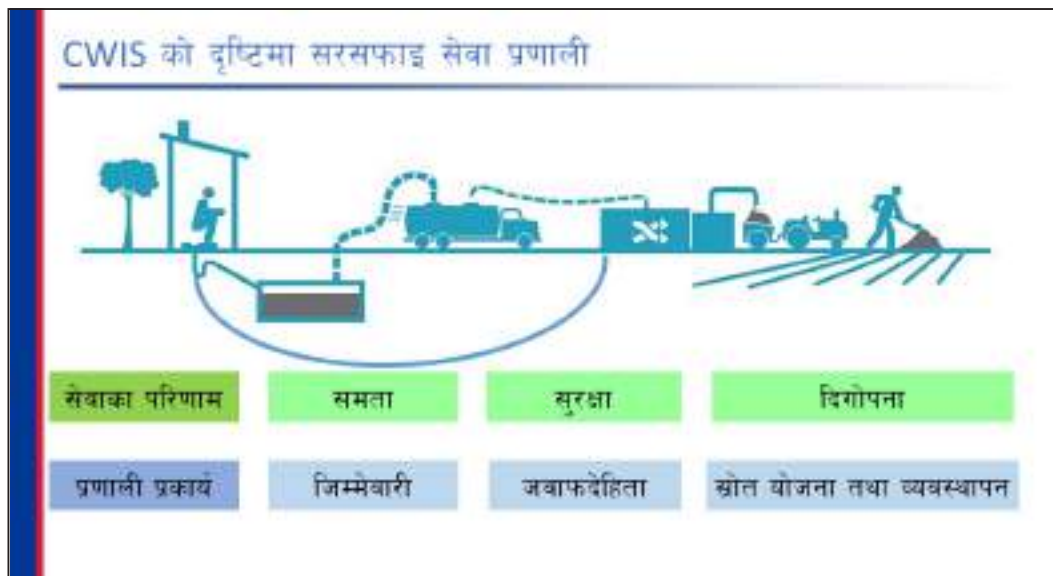 CWIS को दृष्टिमा सरसफाइ सेवा प्रणाली
सेवाका परिणाम
समता
सुरक्षा
दिगोपना
प्रणाली प्रकार्य
जिम्मेवारी
जवाफदेहिता
स्रोत योजना तथा व्यवस्थापन